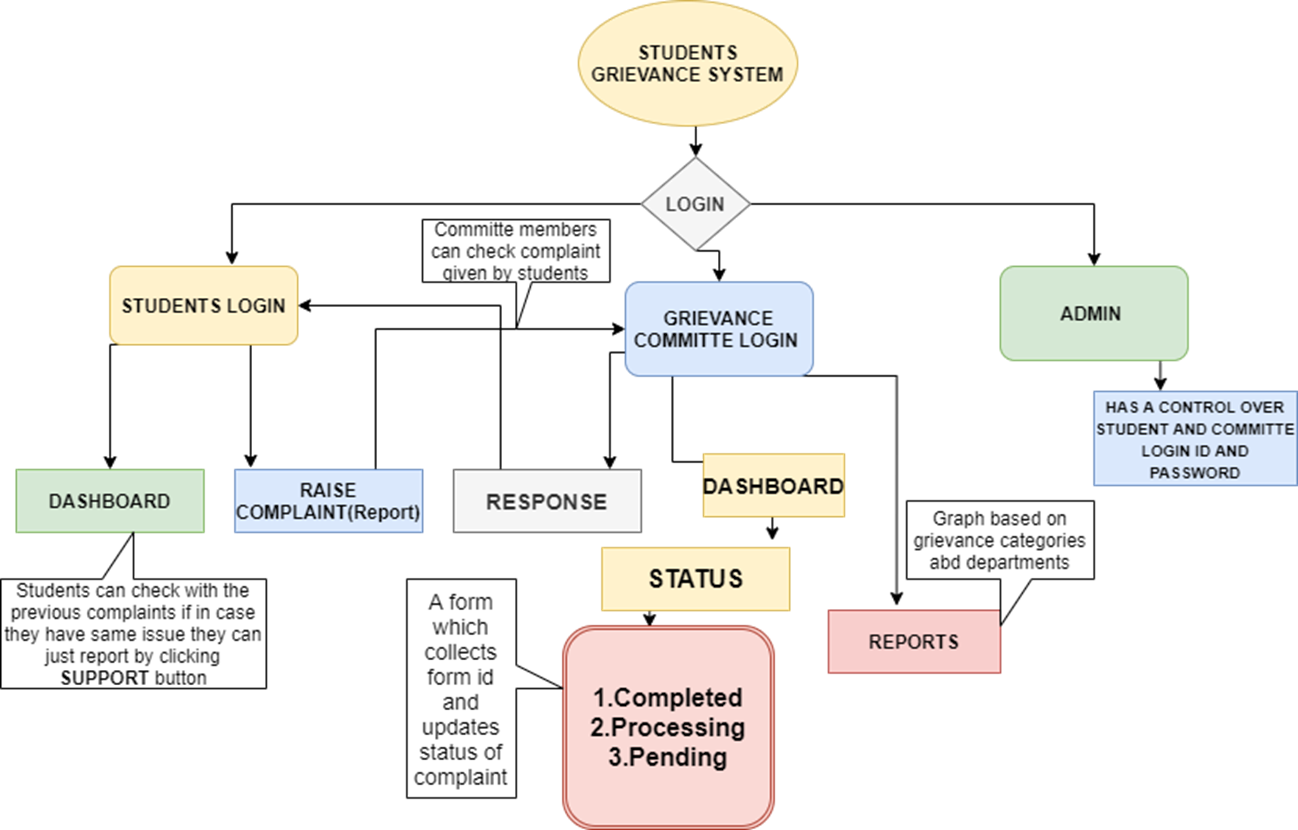 STUDENTS
GRIEVANCE SYSTEM
LOGIN
Committe members
can check complaint
given by students
STUDENTS LOGIN
GRIEVANCE
COMMITTE LOGIN
ADMIN
HAS A CONTROL OVER
STUDENT AND COMMITTE
LOGIN ID AND
PASSWORD
DASHBOARD
RAISE
COMPLAINT(Report)
RESPONSE
DASHBOARD
Graph based on
grievance categories
abd departments
STATUS
Students can check with the
previous complaints if in case
they have same issue they can
just report by clicking
SUPPORT button
A form
which
collects
form id
and
updates
status of
complaint
REPORTS
1.Completed
2.Processing
3.Pending